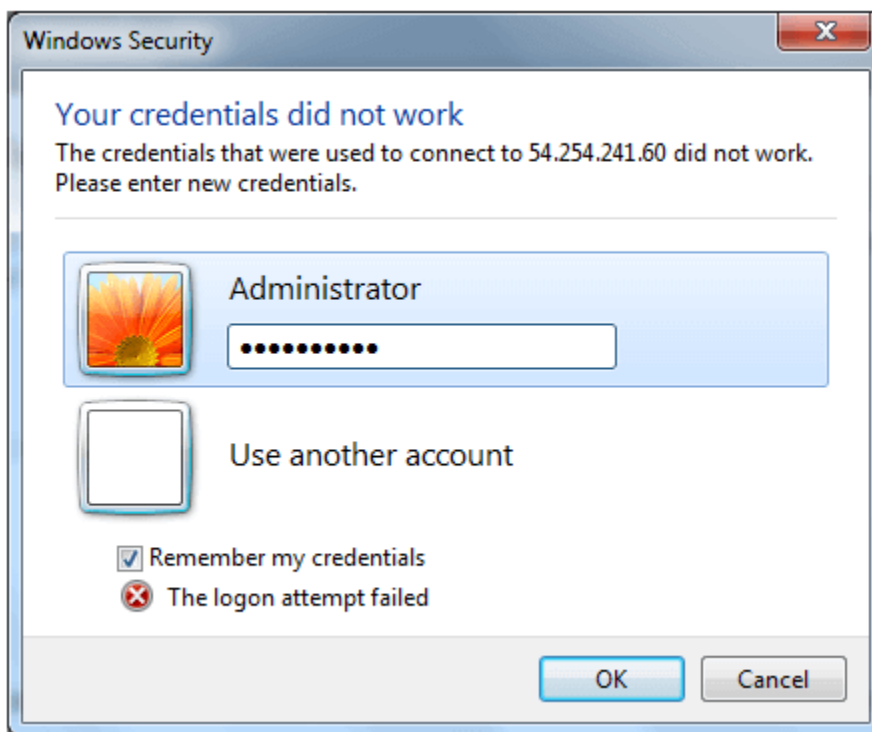 Windows Security
Your credentials did not work
The credentials that were used to connect to 54.254.241.60 did not work.
Please enter new credentials.
Administrator
••••••••••
Use another account
Remember my credentials
The logon attempt failed
OK
Cancel